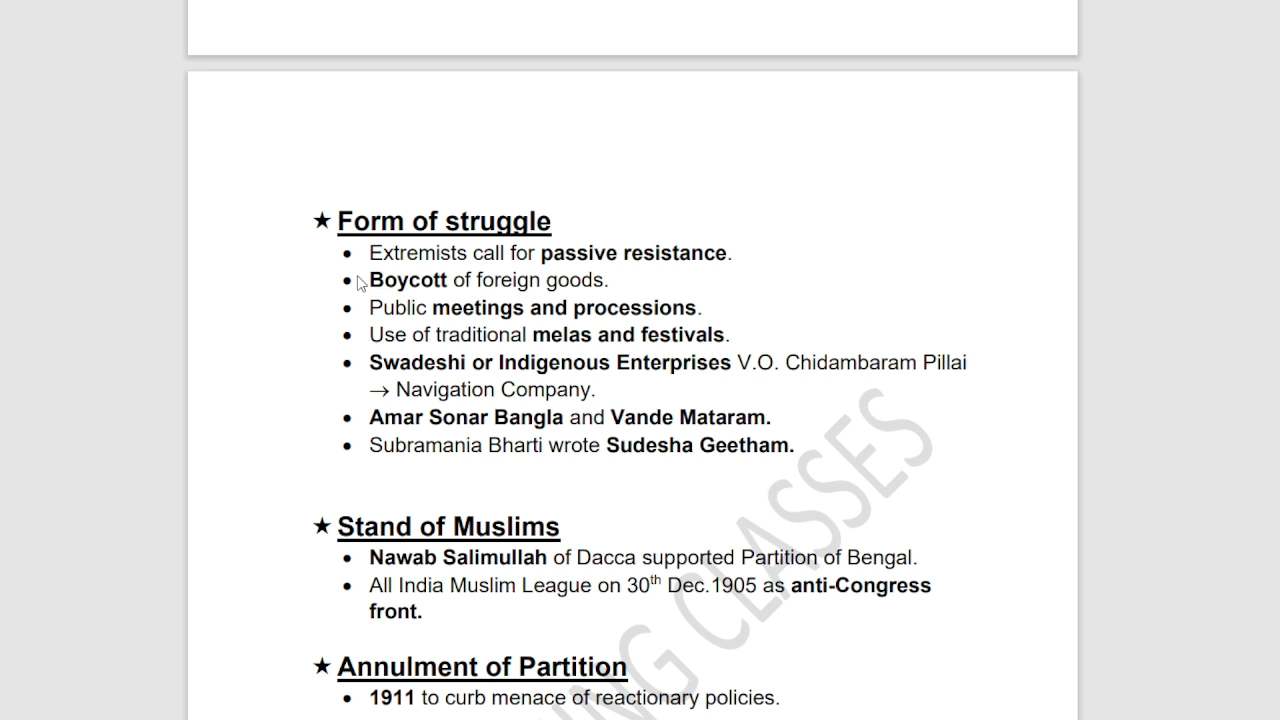 ★ Form of struggle
• Extremists call for passive resistance.
• Boycott of foreign goods.
• Public meetings and processions.
• Use of traditional melas and festivals.
• Swadeshi or Indigenous Enterprises V.O. Chidambaram Pillai
→ Navigation Company.
• Amar Sonar Bangla and Vande Mataram.
• Subramania Bharti wrote Sudesha Geetham.
★ Stand of Muslims
• Nawab Salimullah of Dacca supported Partition of Bengal.
• All India Muslim League on 30th Dec.1905 as anti-Congress
front.
★ Annulment of Partition
• 1911 to curb menace of reactionary policies.
CLASSES